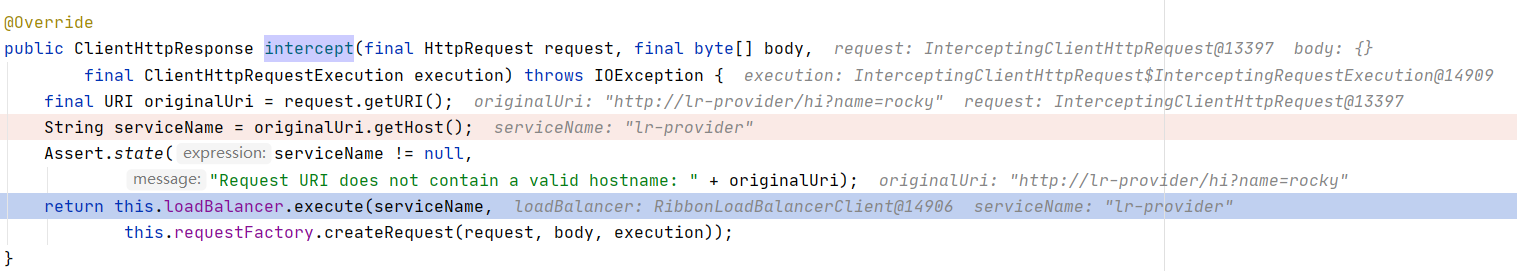 @Override
public ClientHttpResponse intercept(final HttpRequest request, final byte[] body,  request: InterceptingClientHttpRequest@13397  body: {}
        final ClientHttpRequestExecution execution) throws IOException {  execution: InterceptingClientHttpRequest$InterceptingRequestExecution@14909
    final URI originalUri = request.getURI();  originalUri: "http://lr-provider/hi?name=rocky"  request: InterceptingClientHttpRequest@13397
    String serviceName = originalUri.getHost();  serviceName: "lr-provider"
    Assert.state( expression: serviceName != null,
            message: "Request URI does not contain a valid hostname: " + originalUri);  originalUri: "http://lr-provider/hi?name=rocky"
    return this.loadBalancer.execute(serviceName,  loadBalancer: RibbonLoadBalancerClient@14906  serviceName: "lr-provider"
            this.requestFactory.createRequest(request, body, execution));
}